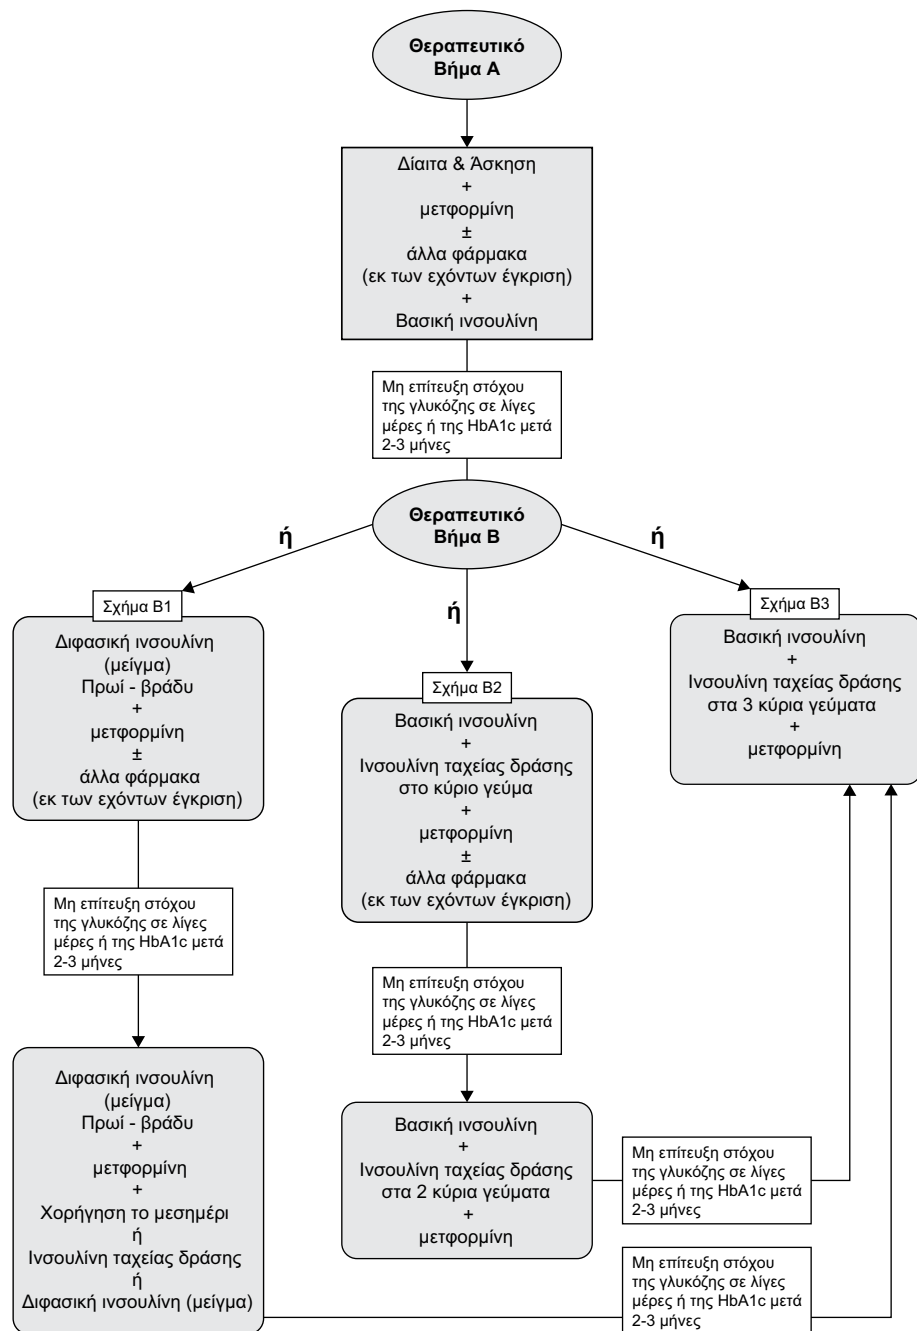 Θεραπευτικό
Βήμα Α
Δίαιτα & Άσκηση
+
μετφορμίνη
±
άλλα φάρμακα
(εκ των εχόντων έγκριση)
+
Βασική ινσουλίνη
Μη επίτευξη στόχου
της γλυκόζης σε λίγες
μέρες ή της HbA1c μετά
2-3 μήνες
Θεραπευτικό
Βήμα Β
ή
ή
ή
Σχήμα Β1
Διφασική ινσουλίνη
(μείγμα)
Πρωί - βράδυ
+
μετφορμίνη
±
άλλα φάρμακα
(εκ των εχόντων έγκριση)
Μη επίτευξη στόχου
της γλυκόζης σε λίγες
μέρες ή της HbA1c μετά
2-3 μήνες
Διφασική ινσουλίνη
(μείγμα)
Πρωί - βράδυ
+
μετφορμίνη
+
Χορήγηση το μεσημέρι
ή
Ινσουλίνη ταχείας δράσης
ή
Διφασική ινσουλίνη (μείγμα)
Σχήμα Β2
Βασική ινσουλίνη
+
Ινσουλίνη ταχείας δράσης
στο κύριο γεύμα
+
μετφορμίνη
±
άλλα φάρμακα
(εκ των εχόντων έγκριση)
Μη επίτευξη στόχου
της γλυκόζης σε λίγες
μέρες ή της HbA1c μετά
2-3 μήνες
Βασική ινσουλίνη
+
Ινσουλίνη ταχείας δράσης
στα 2 κύρια γεύματα
+
μετφορμίνη
Σχήμα Β3
Βασική ινσουλίνη
+
Ινσουλίνη ταχείας δράσης
στα 3 κύρια γεύματα
+
μετφορμίνη
Μη επίτευξη στόχου
της γλυκόζης σε λίγες
μέρες ή της HbA1c μετά
2-3 μήνες
Μη επίτευξη στόχου
της γλυκόζης σε λίγες
μέρες ή της HbA1c μετά
2-3 μήνες